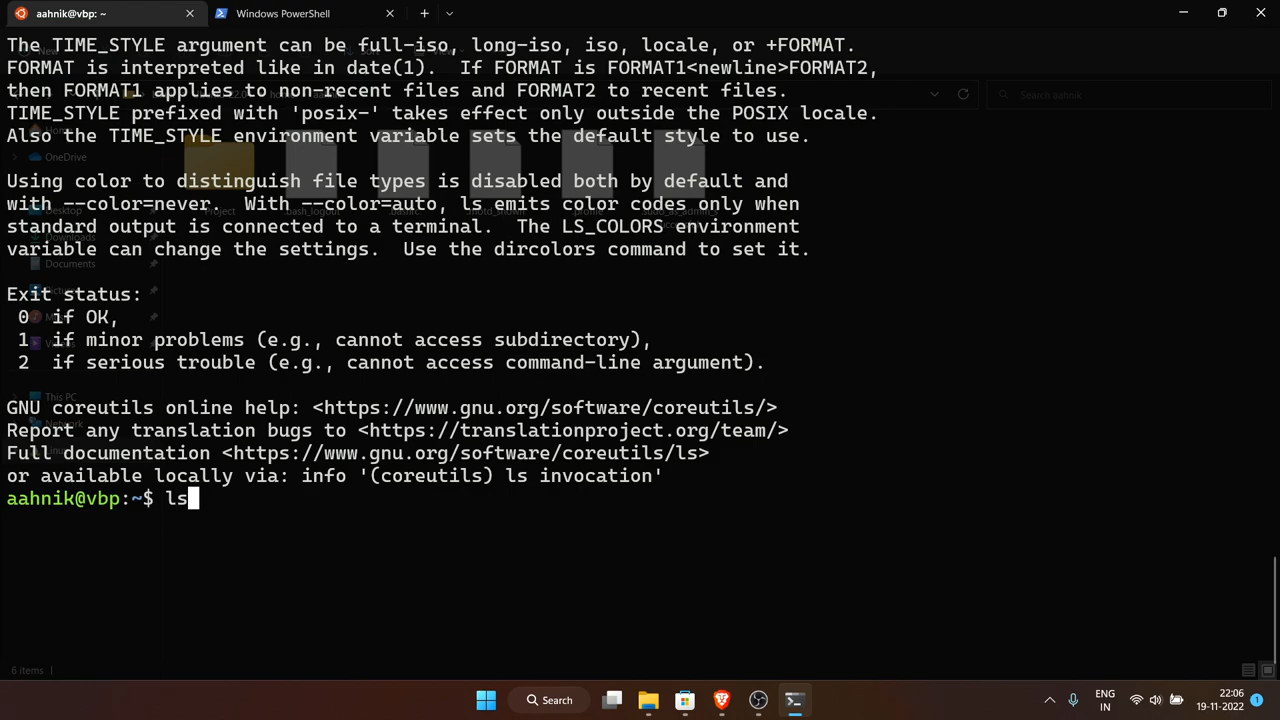 aahnik@vbp: ~
Windows PowerShell
The TIME_STYLE argument can be full-iso, long-iso, iso, locale, or +FORMAT.
FORMAT is interpreted like in date(1).  If FORMAT is FORMAT1<newline>FORMAT2,
then FORMAT1 applies to non-recent files and FORMAT2 to recent files.
TIME_STYLE prefixed with 'posix-' takes effect only outside the POSIX locale.
Also the TIME_STYLE environment variable sets the default style to use.
Using color to distinguish file types is disabled both by default and
with --color=never.  With --color=auto, ls emits color codes only when
standard output is connected to a terminal.  The LS_COLORS environment
variable can change the settings.  Use the dircolors command to set it.
Exit status:
0  if OK,
1  if minor problems (e.g., cannot access subdirectory),
2  if serious trouble (e.g., cannot access command-line argument).
GNU coreutils online help: <https://www.gnu.org/software/coreutils/>
Report any translation bugs to <https://translationproject.org/team/>
Full documentation <https://www.gnu.org/software/coreutils/ls>
or available locally via: info '(coreutils) ls invocation'
aahnik@vbp:~$ ls
Search aahnik
OneDrive
Desktop
Downloads
Documents
This PC
Network
Project
.bash_logout
.bashrc
.motd_shown
.profile
6 items
Search
ENG
IN
22:06
19-11-2022
1